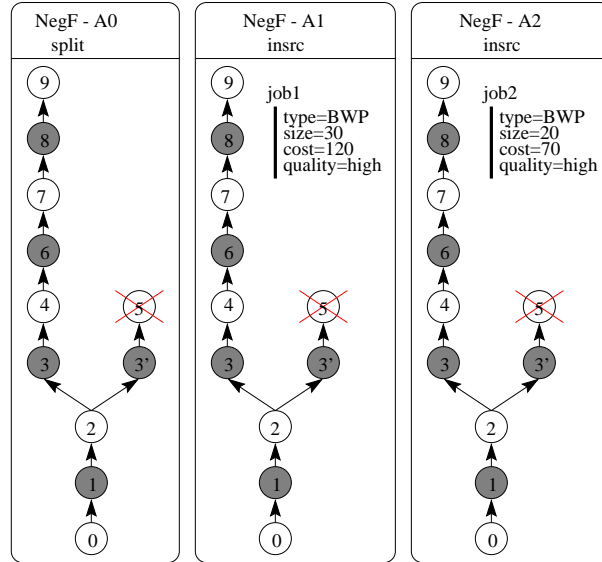 NegF - A0
split
9
8
7
6
4
5
3
3'
2
1
0
NegF - A1
insrc
9
job1
type=BWP
size=30
cost=120
quality=high
8
7
6
4
5
3
3'
2
1
0
NegF - A2
insrc
9
job2
type=BWP
size=20
cost=70
quality=high
8
7
6
4
5
3
3'
2
1
0